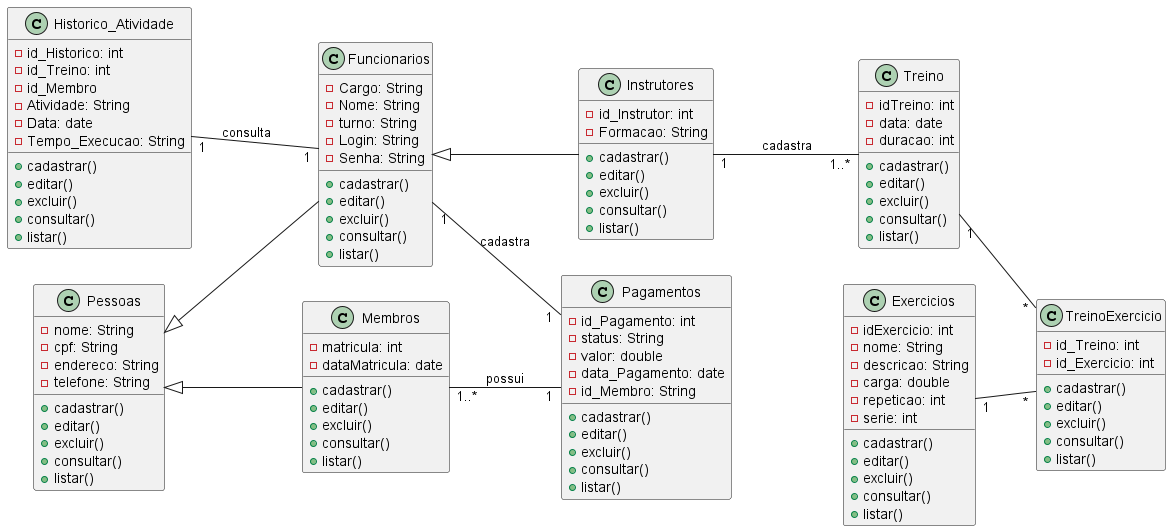 C Historico_Atividade
id_Historico: int
id_Treino: int
id_Membro
Atividade: String
Data: date
Tempo_Execucao: String
cadastrar()
editar()
excluir()
consultar()
listar()
consulta
1
1
C Funcionarios
Cargo: String
Nome: String
turno: String
Login: String
Senha: String
cadastrar()
editar()
excluir()
consultar()
listar()
C Instrutores
id_Instrutor: int
Formacao: String
cadastrar()
editar()
excluir()
consultar()
listar()
cadastra
1
1..*
C Treino
idTreino: int
data: date
duracao: int
cadastrar()
editar()
excluir()
consultar()
listar()
1
*
1
cadastra
1
C Pessoas
nome: String
cpf: String
endereco: String
telefone: String
cadastrar()
editar()
excluir()
consultar()
listar()
C Membros
matricula: int
dataMatricula: date
cadastrar()
editar()
excluir()
consultar()
listar()
possui
1..*
1
C Pagamentos
id_Pagamento: int
status: String
valor: double
data_Pagamento: date
id_Membro: String
cadastrar()
editar()
excluir()
consultar()
listar()
C Exercicios
idExercicio: int
nome: String
descricao: String
carga: double
repeticao: int
serie: int
cadastrar()
editar()
excluir()
consultar()
listar()
1
*
C TreinoExercicio
id_Treino: int
id_Exercicio: int
cadastrar()
editar()
excluir()
consultar()
listar()